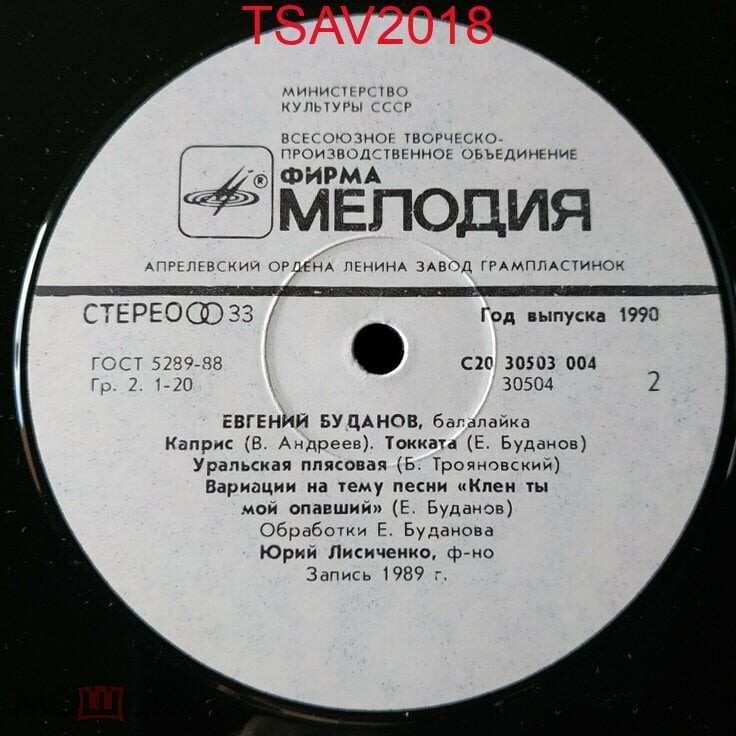 TSAV2018
МИНИСТЕРСТВО
КУЛЬТУРЫ СССР
ВСЕСОЮЗНОЕ ТВОРЧЕСКО-
ПРОИЗВОДСТВЕННОЕ ОБЪЕДИНЕНИЕ
ФИРМА
® МЕЛОДИЯ
АПРЕЛЕВСКИЙ ОРДЕНА ЛЕНИНА ЗАВОД ГРАМПЛАСТИНОК
СТЕРЕО 33 Год выпуска 1990
ГОСТ 5289-88 С20 30503 004
Гр. 2. 1-20 30504 2
ЕВГЕНИЙ БУДАНОВ, балалайка
Каприс (В. Андреев). Токката (Е. Буданов)
Уральская плясовая (Б. Трояновский)
Вариации на тему песни «Клен ты
мой опавший» (Е. Буданов)
Обработки Е. Буданова
Юрий Лисиченко, ф-но
Запись 1989 г.